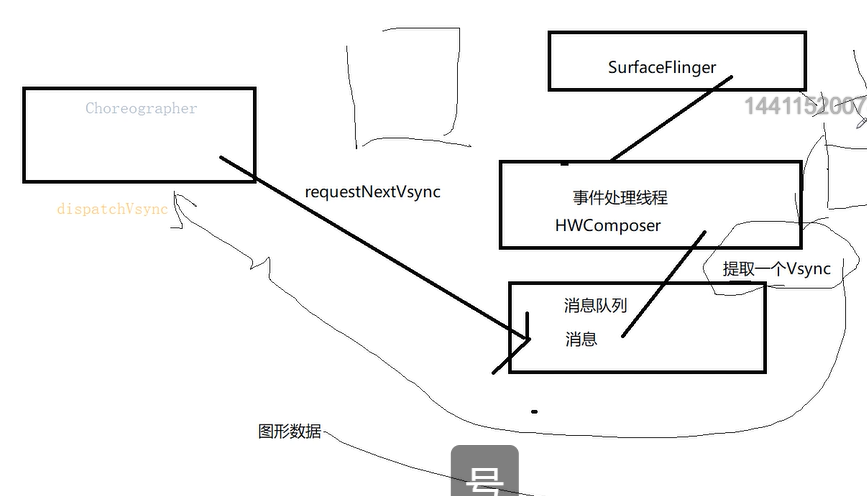 SurfaceFlinger
Choreographer
1441152007
requestNextVsync
事件处理线程
HWComposer
dispatchVsync
提取一个Vsync
消息队列
消息
图形数据
号